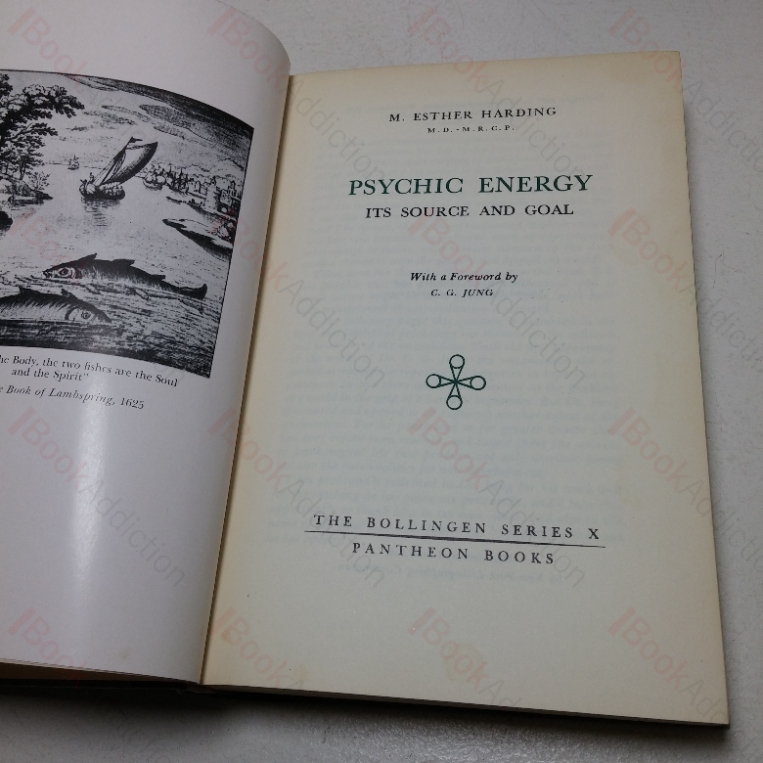 he Body, the two fishes are the Soul
and the Spirit"
Book of Lambspring, 1625
M. ESTHER HARDING
M.D. - M.R.C.P.
PSYCHIC ENERGY
ITS SOURCE AND GOAL
With a Foreword by
C. G. JUNG
THE BOLLINGEN SERIES X
PANTHEON BOOKS
BookAddiction